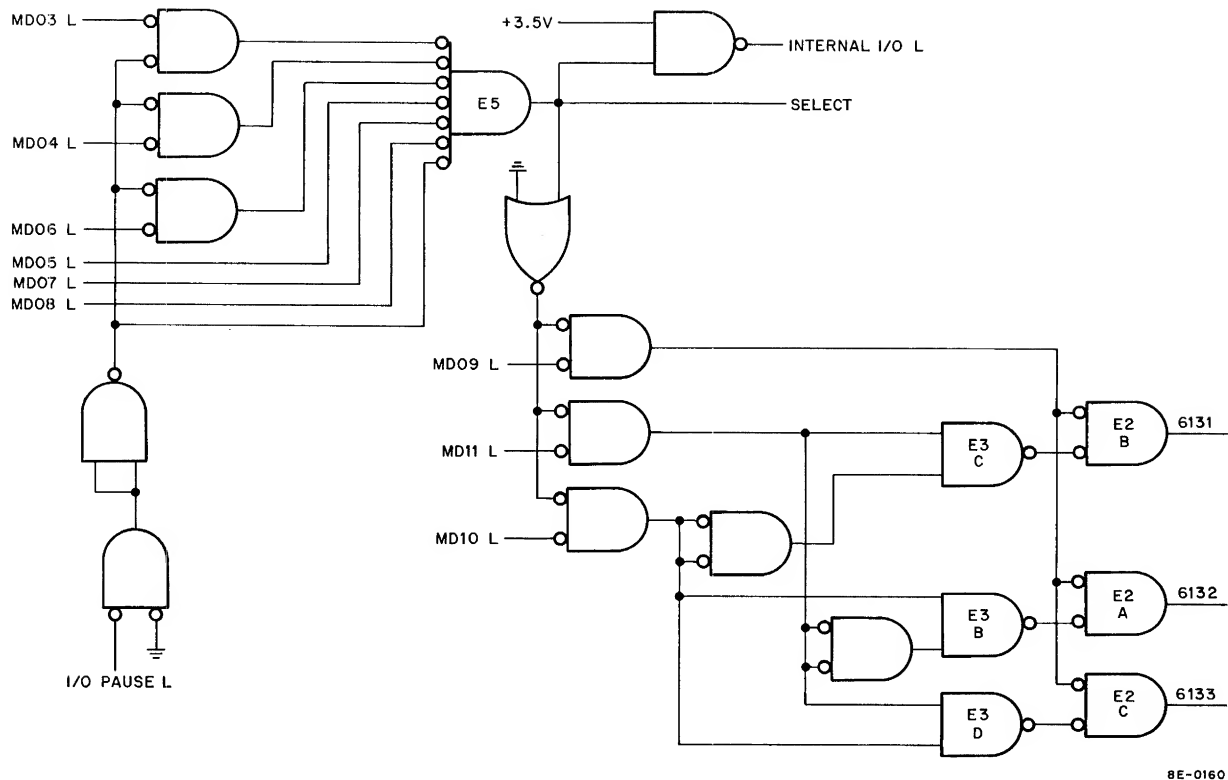 MD03 L
MD04 L
MD06 L
MD05 L
MD07 L
MD08 L
I/O PAUSE L
E5
+3.5V
INTERNAL I/O L
SELECT
MD09 L
MD11 L
MD10 L
E3
C
E3
B
E3
D
E2
B
6131
E2
A
6132
E2
C
6133
8E-0160